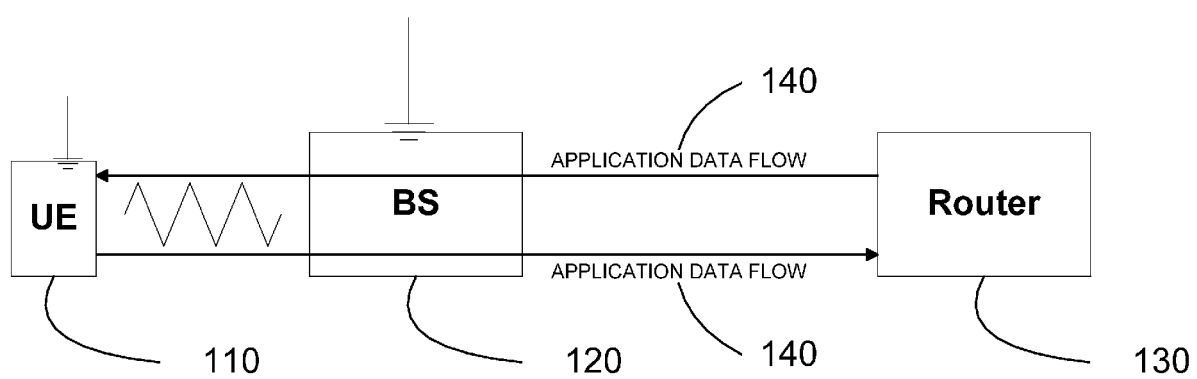 140
APPLICATION DATA FLOW
UE
BS
Router
APPLICATION DATA FLOW
110
120
140
130